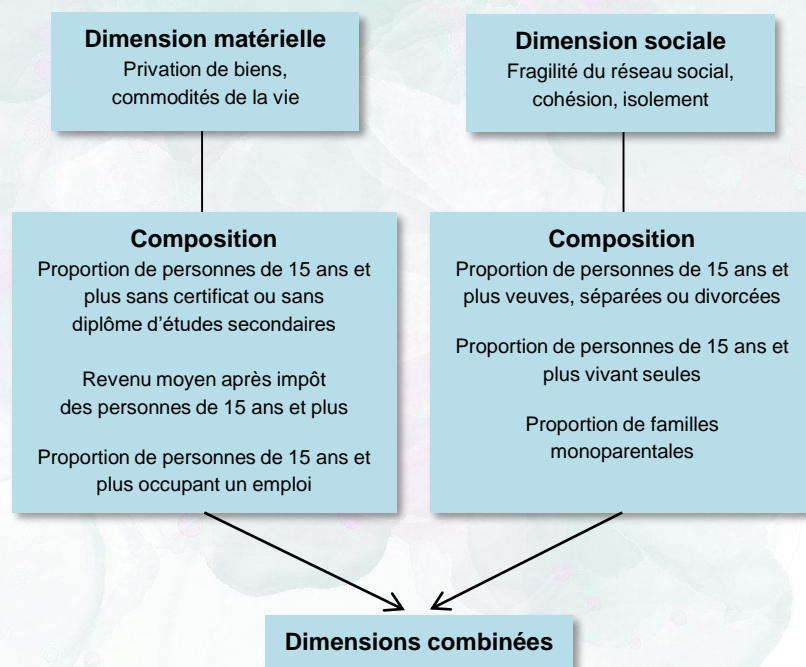 Dimension matérielle
Privation de biens,
commodités de la vie
Dimension sociale
Fragilité du réseau social,
cohésion, isolement
Composition
Proportion de personnes de 15 ans et
plus sans certificat ou sans
diplôme d’études secondaires
Revenu moyen après impôt
des personnes de 15 ans et plus
Proportion de personnes de 15 ans et
plus occupant un emploi
Composition
Proportion de personnes de 15 ans et
plus veuves, séparées ou divorcées
Proportion de personnes de 15 ans et
plus vivant seules
Proportion de familles
monoparentales
Dimensions combinées